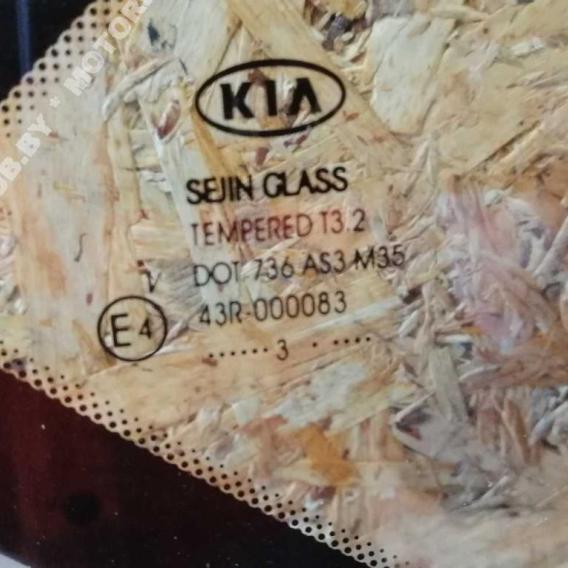 KIA
SEJIN GLASS
TEMPERED T3.2
DOT 736 AS3 M35
V
E4 43R-000083
...... 3 . ....